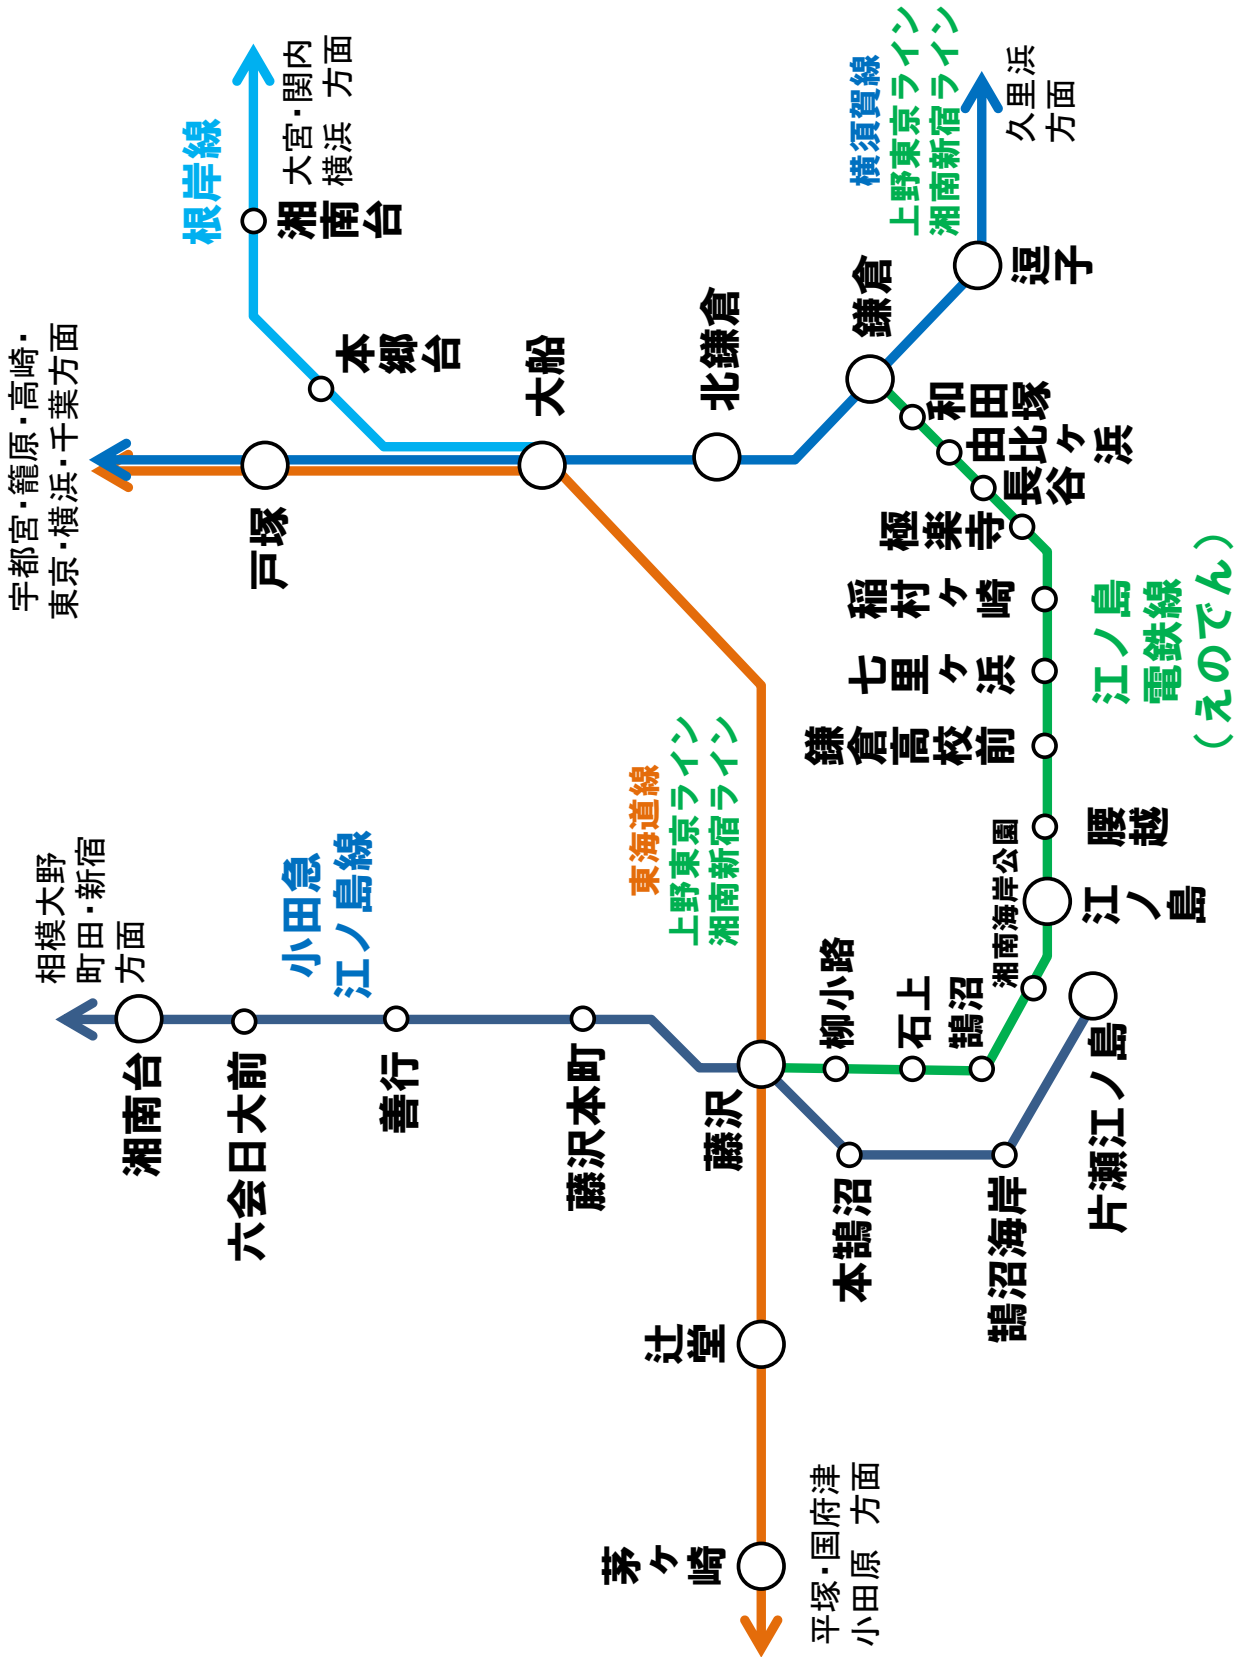 相模大野
町田・新宿
方面
小田急
江ノ島線
湘南台
六会日大前
善行
藤沢本町
藤沢
本鵠沼
鵠沼海岸
片瀬江ノ島
宇都宮・籠原・高崎・
東京・横浜・千葉方面
戸塚
根岸線
大宮・関内
横浜 方面
湘南台
本郷台
大船
北鎌倉
鎌倉
逗子
横須賀線
上野東京ライン
湘南新宿ライン
久里浜
方面
東海道線
上野東京ライン
湘南新宿ライン
辻堂
茅ヶ崎
平塚・国府津
小田原 方面
和田塚
由比ヶ浜
長谷
極楽寺
稲村ヶ崎
七里ヶ浜
鎌倉高校前
腰越
江ノ島
湘南海岸公園
鵠沼
石上
柳小路
江ノ島
電鉄線
(えのでん)